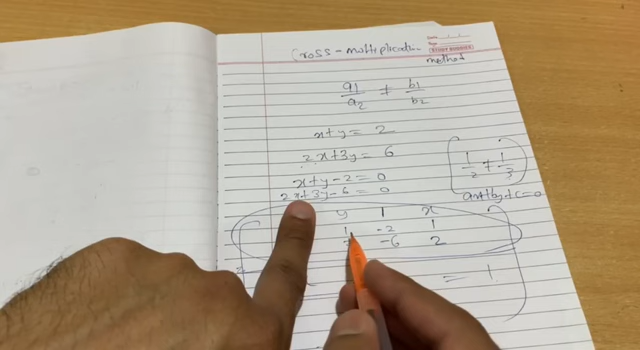 Cross-multiplication
method
a1/a2 ≠ b1/b2
x+y = 2
2x+3y = 6
1/2 ≠ 1/3
x+y-2=0
2x+3y-6=0
ax+by+c=0
y 1 x
1 -2 1
-6 2
= 1